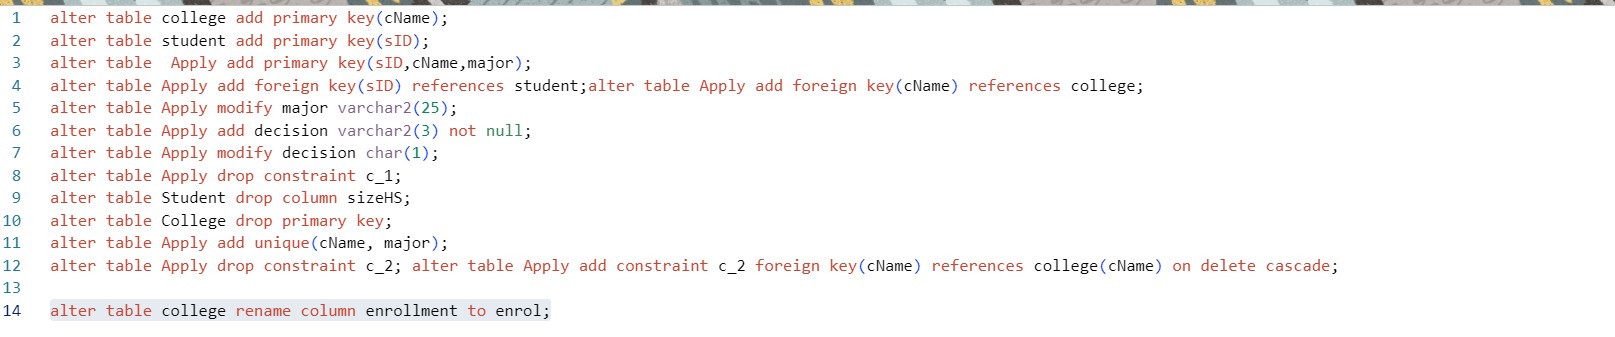 1 alter table college add primary key(cName);
2 alter table student add primary key(sID);
3 alter table  Apply add primary key(sID,cName,major);
4 alter table Apply add foreign key(sID) references student;alter table Apply add foreign key(cName) references college;
5 alter table Apply modify major varchar2(25);
6 alter table Apply add decision varchar2(3) not null;
7 alter table Apply modify decision char(1);
8 alter table Apply drop constraint c_1;
9 alter table Student drop column sizeHS;
10 alter table College drop primary key;
11 alter table Apply add unique(cName, major);
12 alter table Apply drop constraint c_2; alter table Apply add constraint c_2 foreign key(cName) references college(cName) on delete cascade;
13
14 alter table college rename column enrollment to enrol;